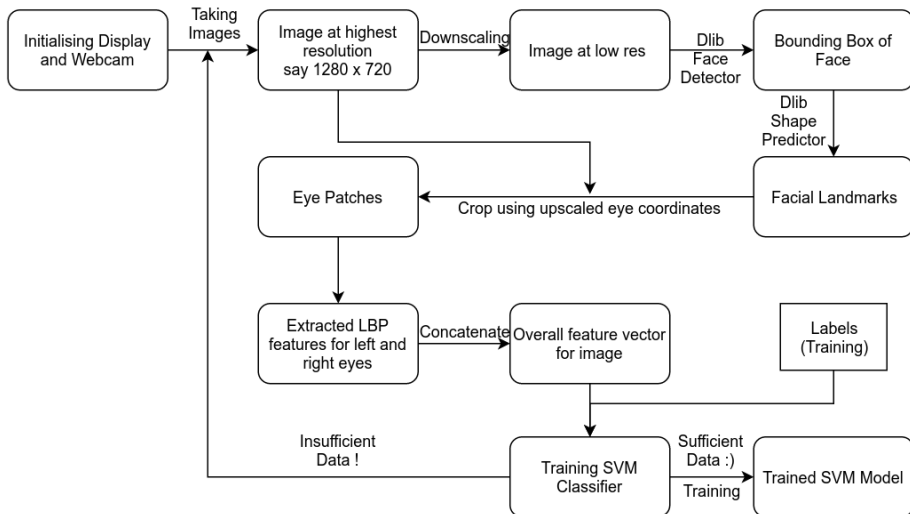 Initialising Display
and Webcam
Taking
Images
Image at highest
resolution
say 1280 x 720
Downscaling
Image at low res
Dlib
Face
Detector
Bounding Box of
Face
Dlib
Shape
Predictor
Facial Landmarks
Crop using upscaled eye coordinates
Eye Patches
Extracted LBP
features for left and
right eyes
Concatenate
Overall feature vector
for image
Labels
(Training)
Training SVM
Classifier
Insufficient
Data !
Sufficient
Data :)
Training
Trained SVM Model